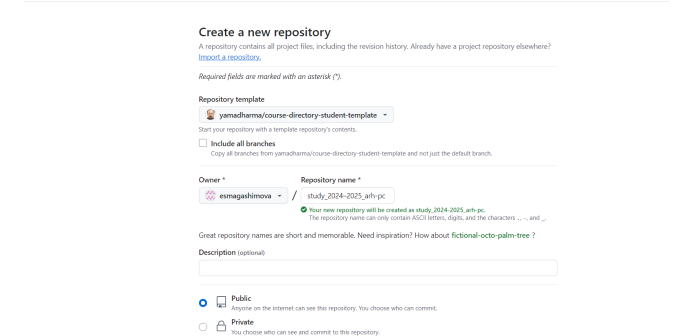 Create a new repository
A repository contains all project files, including the revision history. Already have a project repository elsewhere?
Import a repository.
Required fields are marked with an asterisk (*).
Repository template
yamadharma/course-directory-student-template
Start your repository with a template repository's contents.
Include all branches
Copy all branches from yamadharma/course-directory-student-template and not just the default branch.
Owner * Repository name *
esmagashimova / study_2024–2025_arh-pc
Your new repository will be created as study_2024-2025_arh-pc.
The repository name can only contain ASCII letters, digits, and the characters ., -, and _.
Great repository names are short and memorable. Need inspiration? How about fictional-octo-palm-tree ?
Description (optional)
Public
Anyone on the internet can see this repository. You choose who can commit.
Private
You choose who can see and commit to this repository.